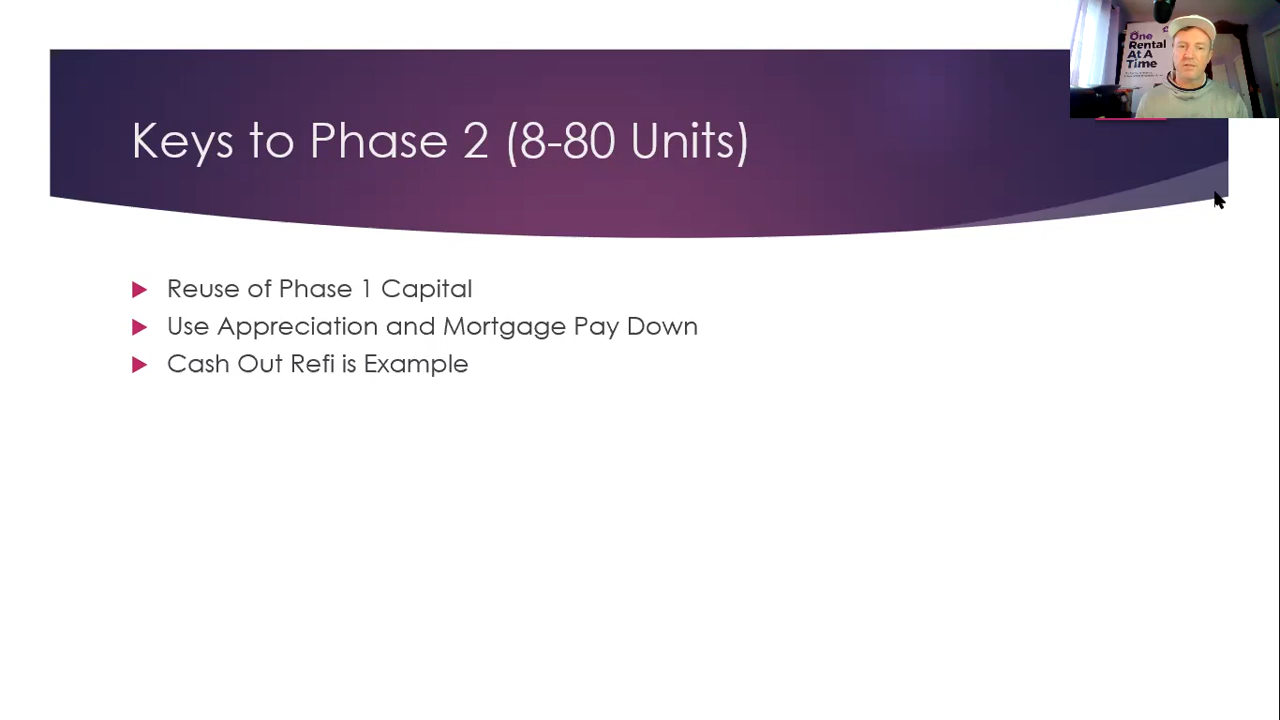 Keys to Phase 2 (8-80 Units)
One
Rental
At A
Time
Reuse of Phase 1 Capital
Use Appreciation and Mortgage Pay Down
Cash Out Refi is Example